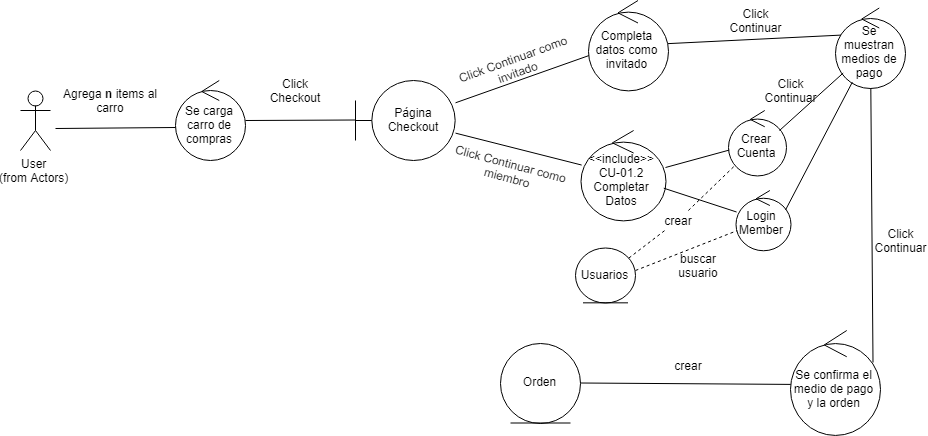 Agrega n items al
carro
User
(from Actors)
Se carga
carro de
compras
Click
Checkout
Página
Checkout
Click Continuar como
invitado
Click Continuar como
miembro
Completa
datos como
invitado
<<include>>
CU-01.2
Completar
Datos
Click
Continuar
Se
muestran
medios de
pago
Click
Continuar
Crear
Cuenta
Login
Member
crear
buscar
usuario
Usuarios
Click
Continuar
Orden
crear
Se confirma el
medio de pago
y la orden